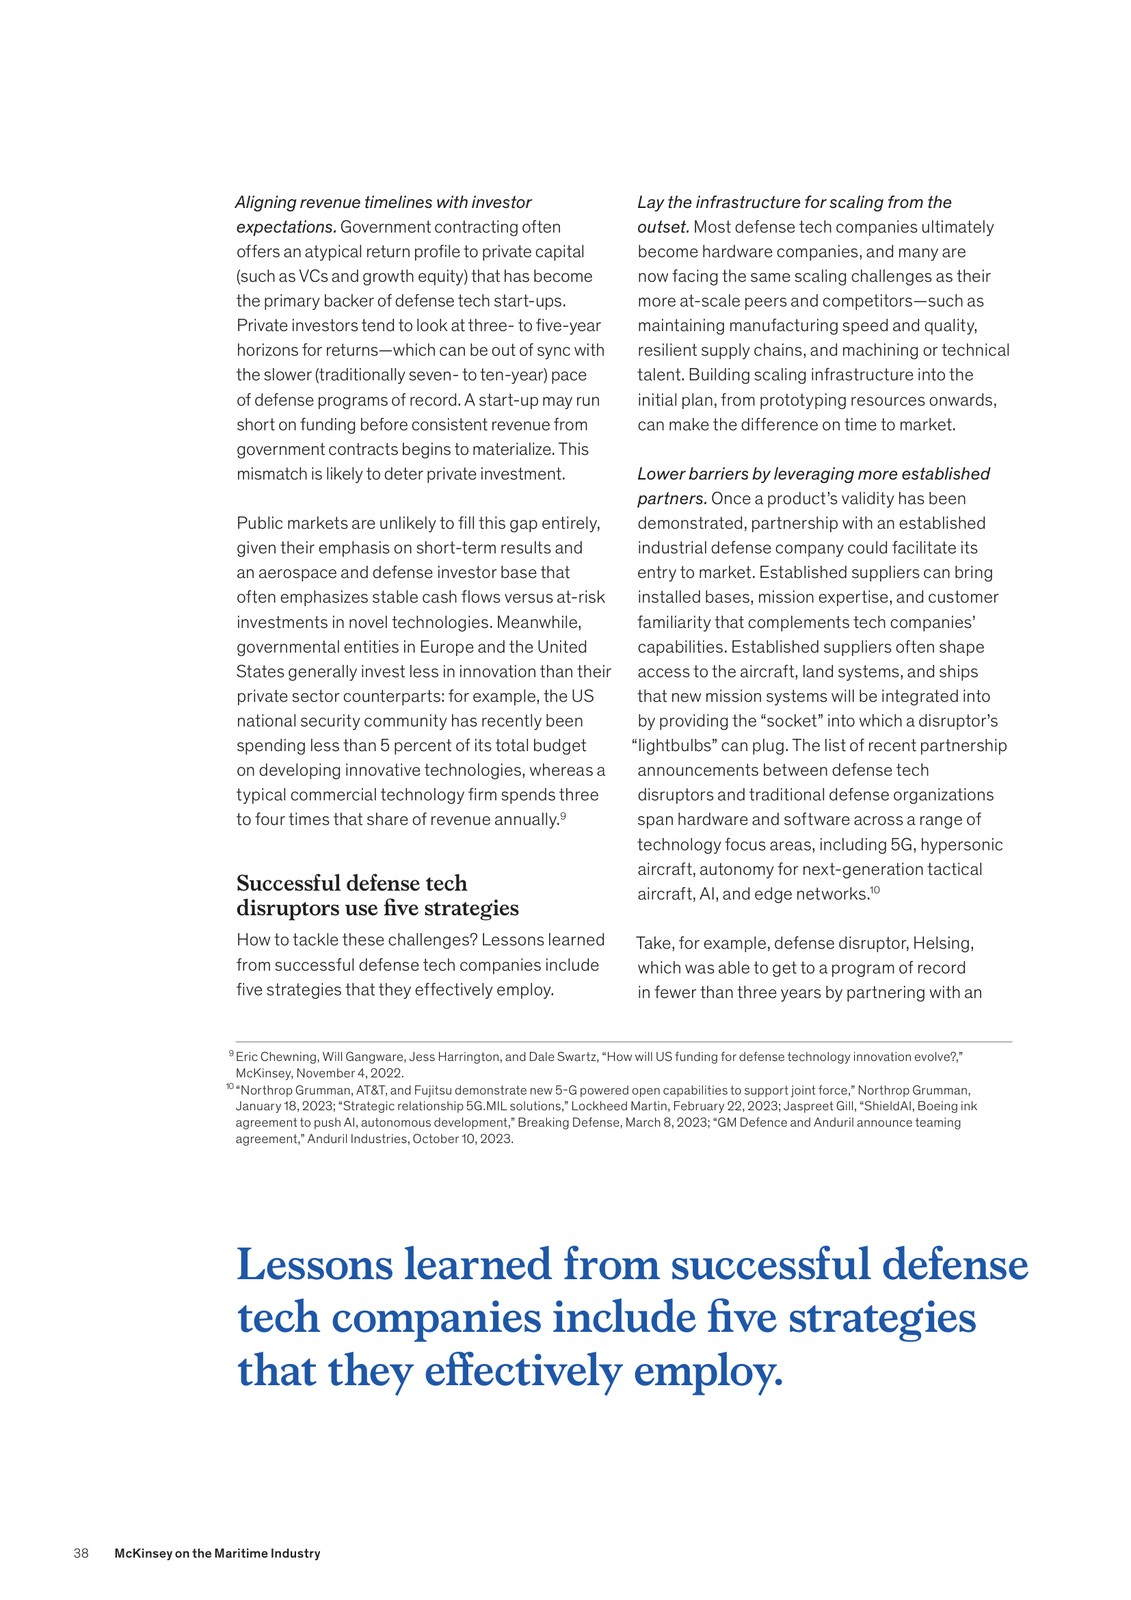 Aligning revenue timelines with investor
expectations. Government contracting often
offers an atypical return profile to private capital
(such as VCs and growth equity) that has become
the primary backer of defense tech start-ups.
Private investors tend to look at three- to five-year
horizons for returns—which can be out of sync with
the slower (traditionally seven- to ten-year) pace
of defense programs of record. A start-up may run
short on funding before consistent revenue from
government contracts begins to materialize. This
mismatch is likely to deter private investment.
Public markets are unlikely to fill this gap entirely,
given their emphasis on short-term results and
an aerospace and defense investor base that
often emphasizes stable cash flows versus at-risk
investments in novel technologies. Meanwhile,
governmental entities in Europe and the United
States generally invest less in innovation than their
private sector counterparts: for example, the US
national security community has recently been
spending less than 5 percent of its total budget
on developing innovative technologies, whereas a
typical commercial technology firm spends three
to four times that share of revenue annually.⁹
Successful defense tech
disruptors use five strategies
How to tackle these challenges? Lessons learned
from successful defense tech companies include
five strategies that they effectively employ.
Lay the infrastructure for scaling from the
outset. Most defense tech companies ultimately
become hardware companies, and many are
now facing the same scaling challenges as their
more at-scale peers and competitors—such as
maintaining manufacturing speed and quality,
resilient supply chains, and machining or technical
talent. Building scaling infrastructure into the
initial plan, from prototyping resources onwards,
can make the difference on time to market.
Lower barriers by leveraging more established
partners. Once a product’s validity has been
demonstrated, partnership with an established
industrial defense company could facilitate its
entry to market. Established suppliers can bring
installed bases, mission expertise, and customer
familiarity that complements tech companies’
capabilities. Established suppliers often shape
access to the aircraft, land systems, and ships
that new mission systems will be integrated into
by providing the “socket” into which a disruptor’s
“lightbulbs” can plug. The list of recent partnership
announcements between defense tech
disruptors and traditional defense organizations
span hardware and software across a range of
technology focus areas, including 5G, hypersonic
aircraft, autonomy for next-generation tactical
aircraft, AI, and edge networks.¹⁰
Take, for example, defense disruptor, Helsing,
which was able to get to a program of record
in fewer than three years by partnering with an
⁹ Eric Chewning, Will Gangware, Jess Harrington, and Dale Swartz, “How will US funding for defense technology innovation evolve?,”
McKinsey, November 4, 2022.
¹⁰ “Northrop Grumman, AT&T, and Fujitsu demonstrate new 5-G powered open capabilities to support joint force,” Northrop Grumman,
January 18, 2023; “Strategic relationship 5G.MIL solutions,” Lockheed Martin, February 22, 2023; Jaspreet Gill, “ShieldAI, Boeing ink
agreement to push AI, autonomous development,” Breaking Defense, March 8, 2023; “GM Defence and Anduril announce teaming
agreement,” Anduril Industries, October 10, 2023.
Lessons learned from successful defense
tech companies include five strategies
that they effectively employ.
38 McKinsey on the Maritime Industry